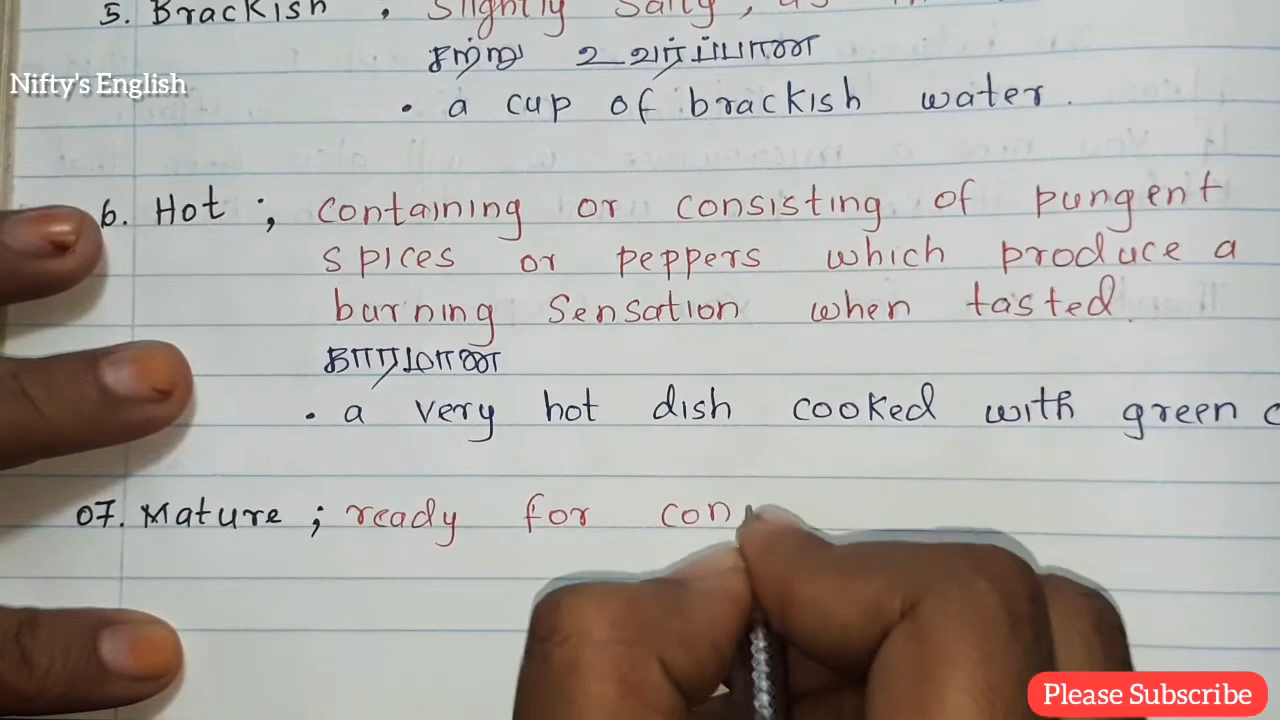 5. Brackish , slightly salty,
சற்று உவர்ப்பான
Nifty's English
• a cup of brackish water.
6. Hot ; containing or consisting of pungent
spices or peppers which produce a
burning sensation when tasted.
காரமான
• a very hot dish cooked with green
07. Mature ; ready for con
Please Subscribe